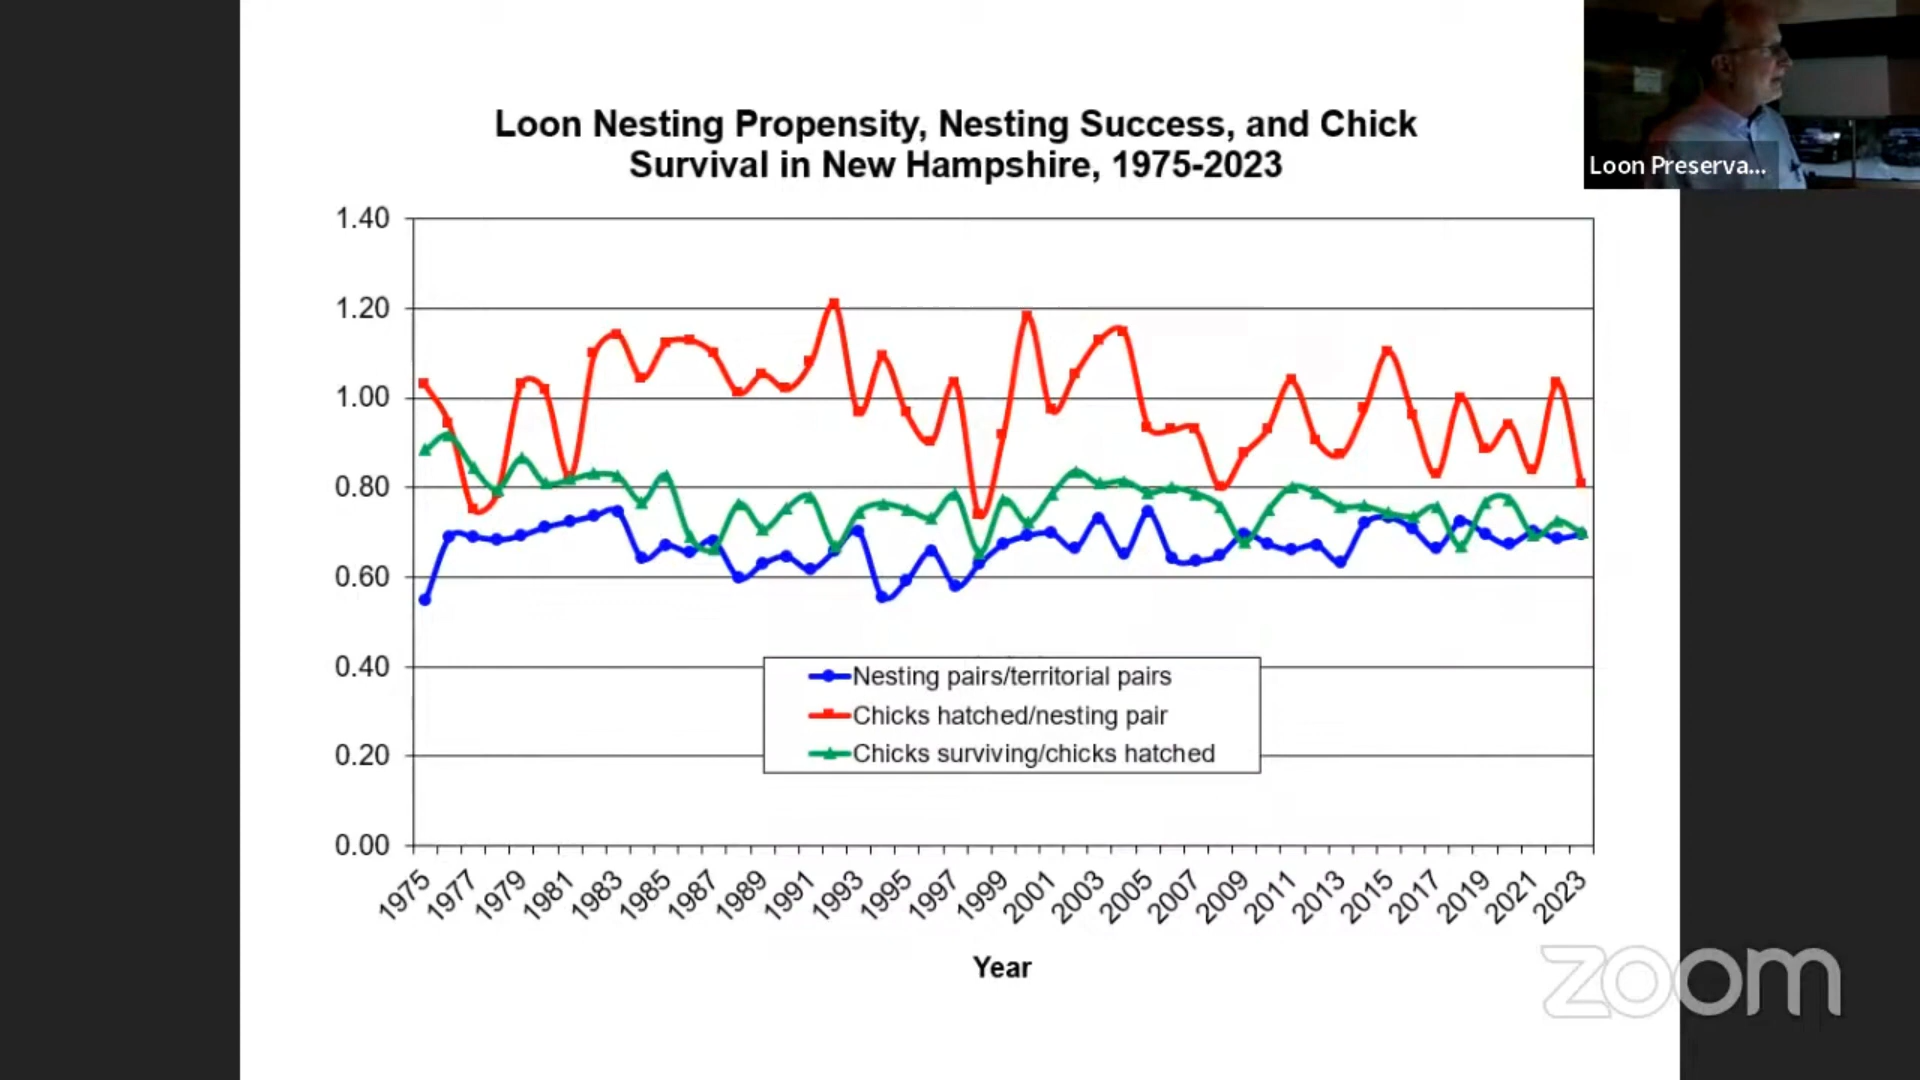 Loon Nesting Propensity, Nesting Success, and Chick
Survival in New Hampshire, 1975-2023
Loon Preserva...
1.40
1.20
1.00
0.80
0.60
0.40
0.20
0.00
Nesting pairs/territorial pairs
Chicks hatched/nesting pair
Chicks surviving/chicks hatched
1975 1977 1979 1981 1983 1985 1987 1989 1991 1993 1995 1997 1999 2001 2003 2005 2007 2009 2011 2013 2015 2017 2019 2021 2023
Year
zoom